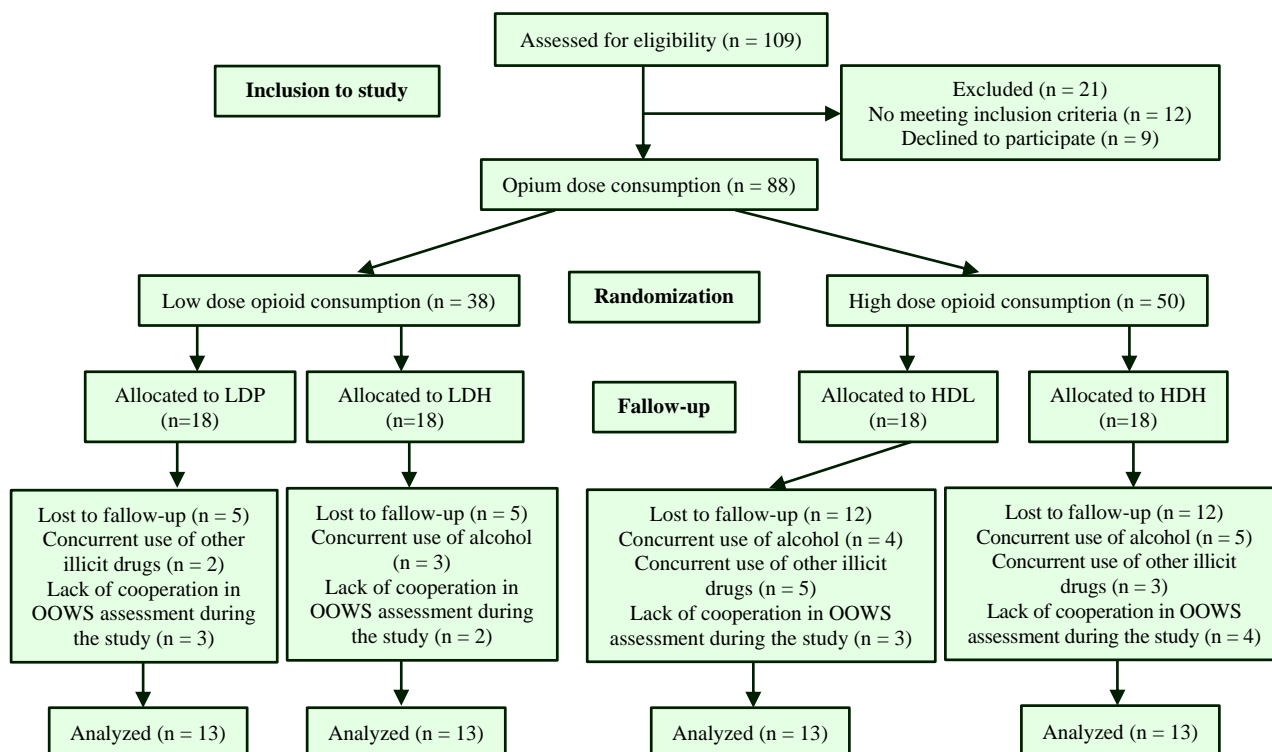 Assessed for eligibility (n = 109)
Inclusion to study
Excluded (n = 21)
No meeting inclusion criteria (n = 12)
Declined to participate (n = 9)
Opium dose consumption (n = 88)
Low dose opioid consumption (n = 38)
Randomization
High dose opioid consumption (n = 50)
Allocated to LDP
(n=18)
Allocated to LDH
(n=18)
Fallow-up
Allocated to HDL
(n=18)
Allocated to HDH
(n=18)
Lost to fallow-up (n = 5)
Concurrent use of other
illicit drugs (n = 2)
Lack of cooperation in
OOWS assessment during
the study (n = 3)
Lost to fallow-up (n = 5)
Concurrent use of alcohol
(n = 3)
Lack of cooperation in
OOWS assessment during
the study (n = 2)
Lost to fallow-up (n = 12)
Concurrent use of alcohol (n = 4)
Concurrent use of other illicit
drugs (n = 5)
Lack of cooperation in OOWS
assessment during the study (n = 3)
Lost to fallow-up (n = 12)
Concurrent use of alcohol (n = 5)
Concurrent use of other illicit
drugs (n = 3)
Lack of cooperation in OOWS
assessment during the study (n = 4)
Analyzed (n = 13)
Analyzed (n = 13)
Analyzed (n = 13)
Analyzed (n = 13)